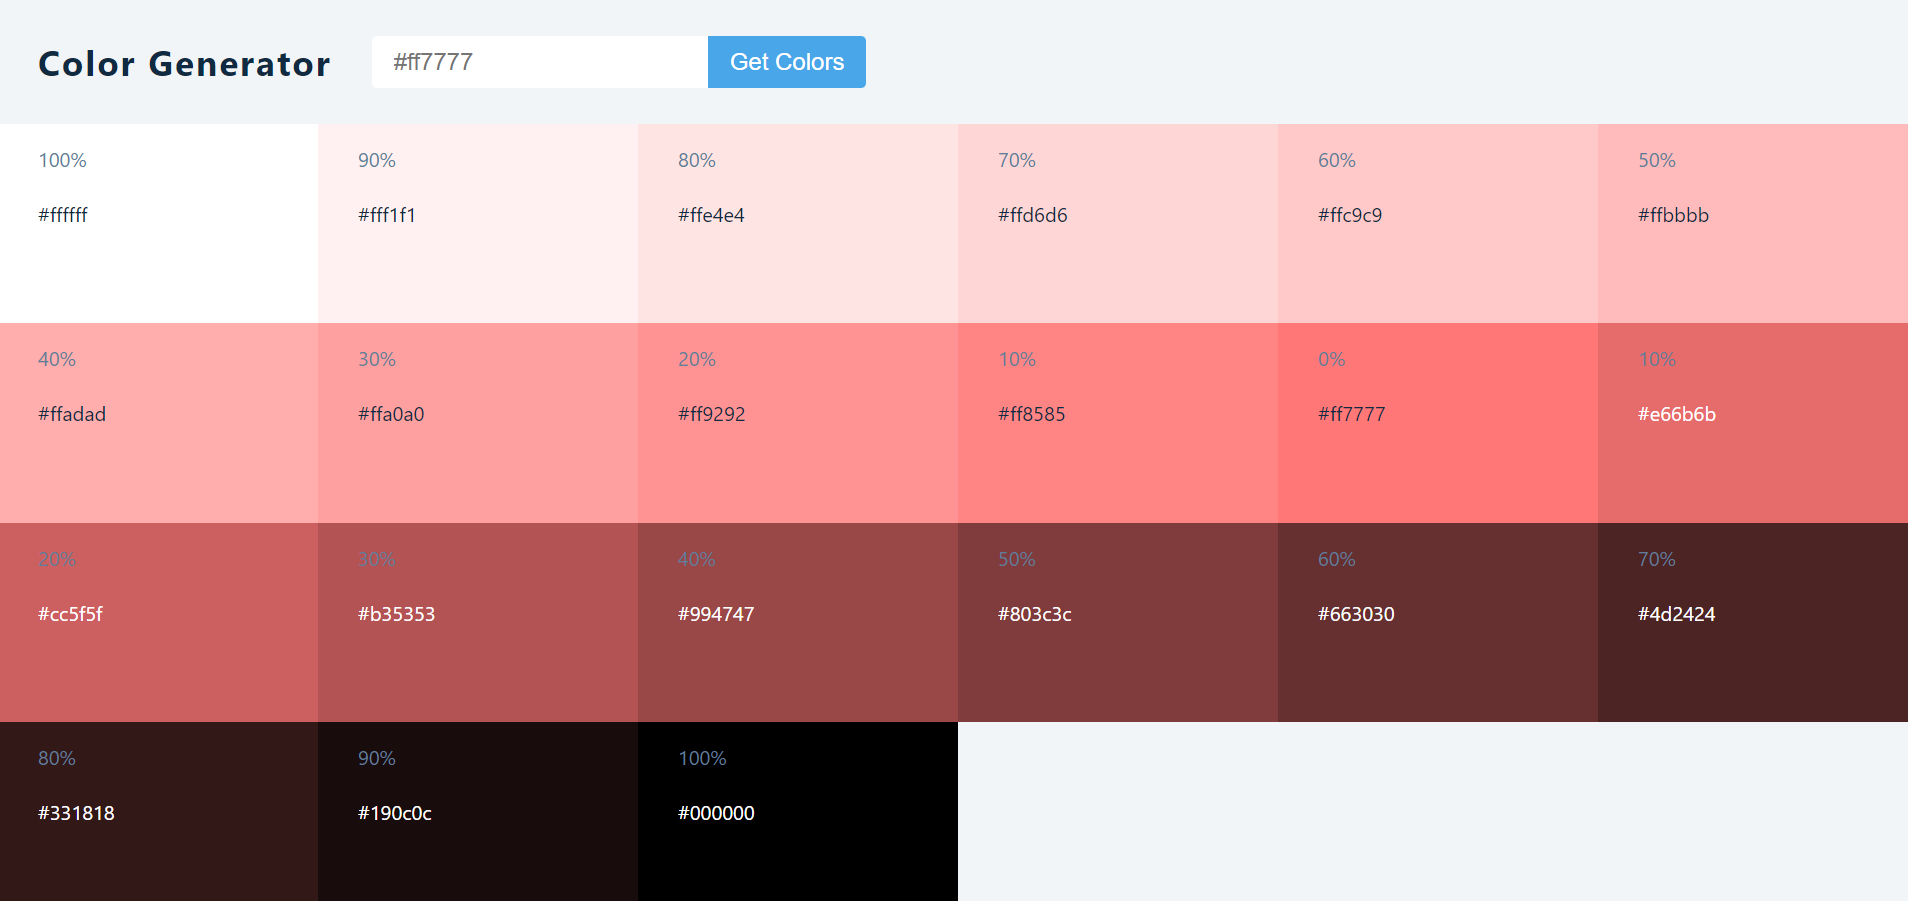 Color Generator
#ff7777
Get Colors
100%
#ffffff
90%
#fff1f1
80%
#ffe4e4
70%
#ffd6d6
60%
#ffc9c9
50%
#ffbbbb
40%
#ffadad
30%
#ffa0a0
20%
#ff9292
10%
#ff8585
0%
#ff7777
10%
#e66b6b
20%
#cc5f5f
30%
#b35353
40%
#994747
50%
#803c3c
60%
#663030
70%
#4d2424
80%
#331818
90%
#190c0c
100%
#000000